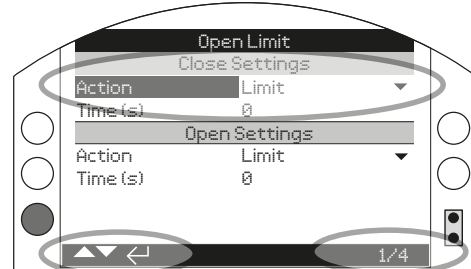 Open Limit
Close Settings
Action Limit
Time (s) 0
Open Settings
Action Limit
Time (s) 0
1/4